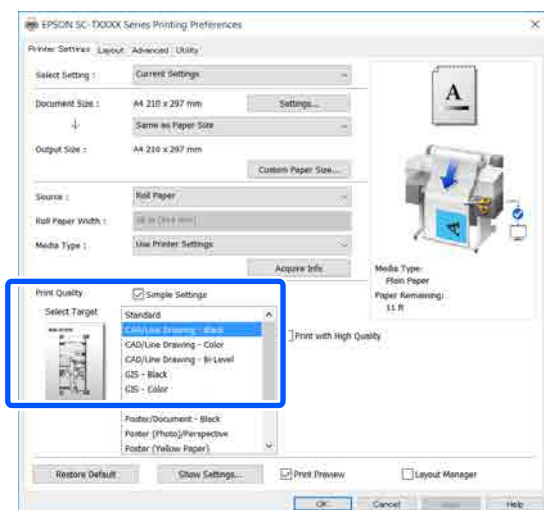 EPSON SC-TXXXX Series Printing Preferences
Printer Settings Layout Advanced Utility
Select Setting : Current Settings
Document Size : A4 210 x 297 mm Settings...
Same as Paper Size
Output Size : A4 210 x 297 mm
Custom Paper Size...
Source : Roll Paper
Roll Paper Width :
Media Type : Use Printer Settings
Acquire Info
A
Media Type:
Plain Paper
Paper Remaining:
11 ft
Print Quality Simple Settings
Select Target Standard
CAD/Line Drawing - Black
CAD/Line Drawing - Color
CAD/Line Drawing - Bi-Level
GIS - Black
GIS - Color
Poster/Document - Black
Poster (Photo)/Perspective
Poster (Yellow Paper)
Print with High Quality
Restore Default Show Settings... Print Preview Layout Manager
OK Cancel Help